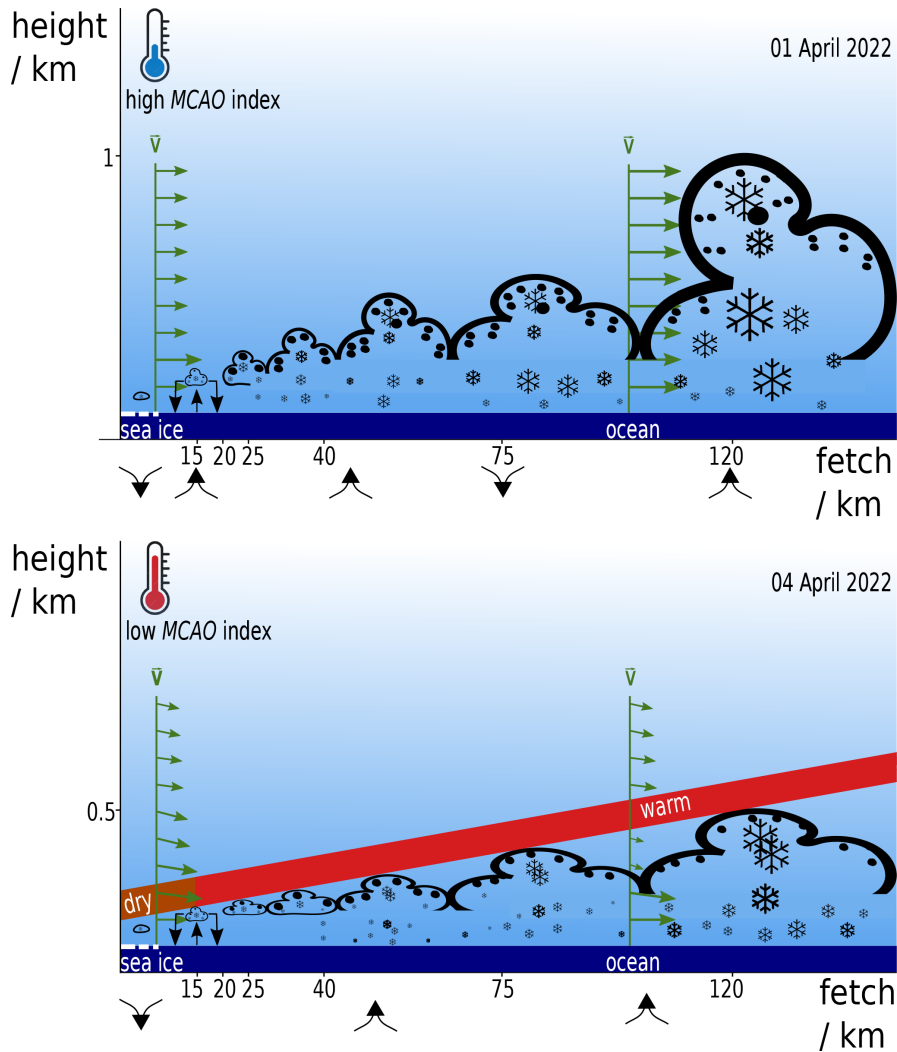 height
/ km
01 April 2022
high MCAO index
v
v
1
sea ice
ocean
15 20 25 40 75 120
fetch
/ km
height
/ km
04 April 2022
low MCAO index
v
v
0.5
warm
dry
sea ice
ocean
15 20 25 40 75 120
fetch
/ km